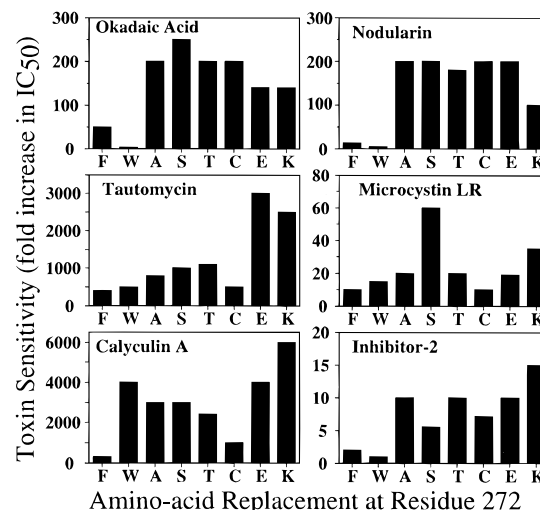 Toxin Sensitivity (fold increase in IC50)
Okadaic Acid
300
200
100
0
F W A S T C E K
Nodularin
300
200
100
0
F W A S T C E K
Tautomycin
3000
2000
1000
0
F W A S T C E K
Microcystin LR
80
60
40
20
0
F W A S T C E K
Calyculin A
6000
4000
2000
0
F W A S T C E K
Inhibitor-2
20
15
10
5
0
F W A S T C E K
Amino-acid Replacement at Residue 272